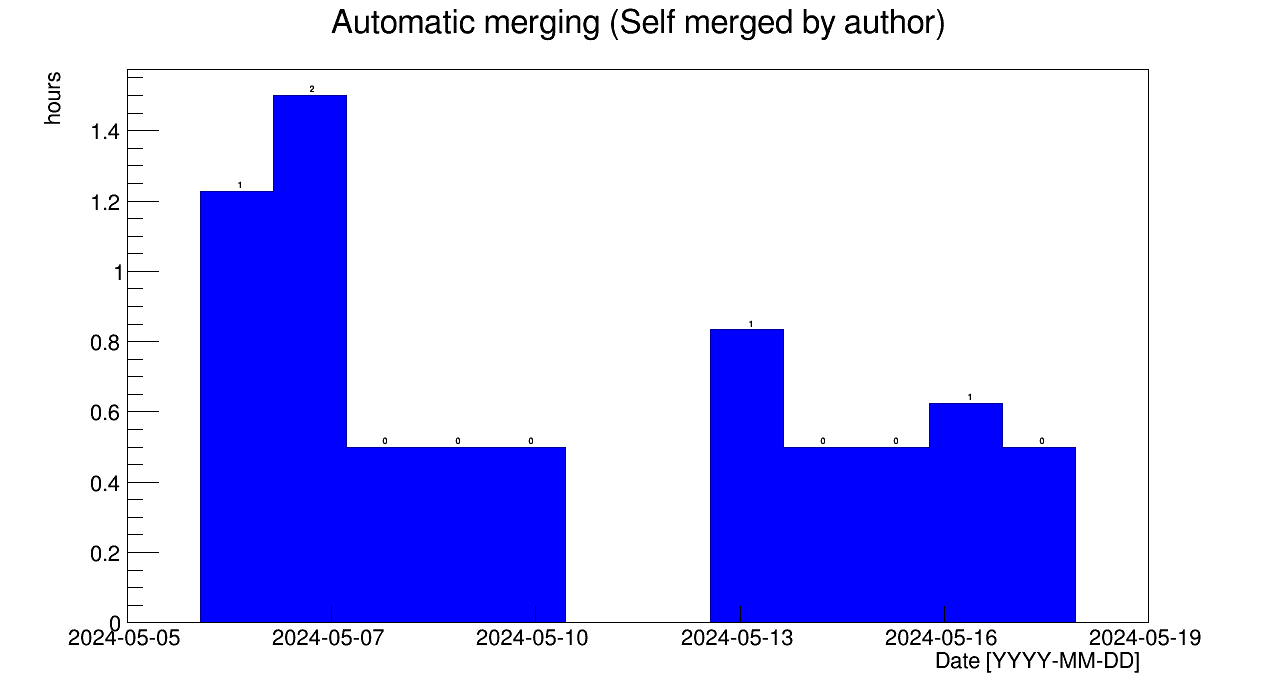 Automatic merging (Self merged by author)
hours
2
1.4
1
1.2
1
1
0.8
1
0.6
0 0 0 0 0 0
0.4
0.2
0
2024-05-05 2024-05-07 2024-05-10 2024-05-13 2024-05-16 2024-05-19
Date [YYYY-MM-DD]